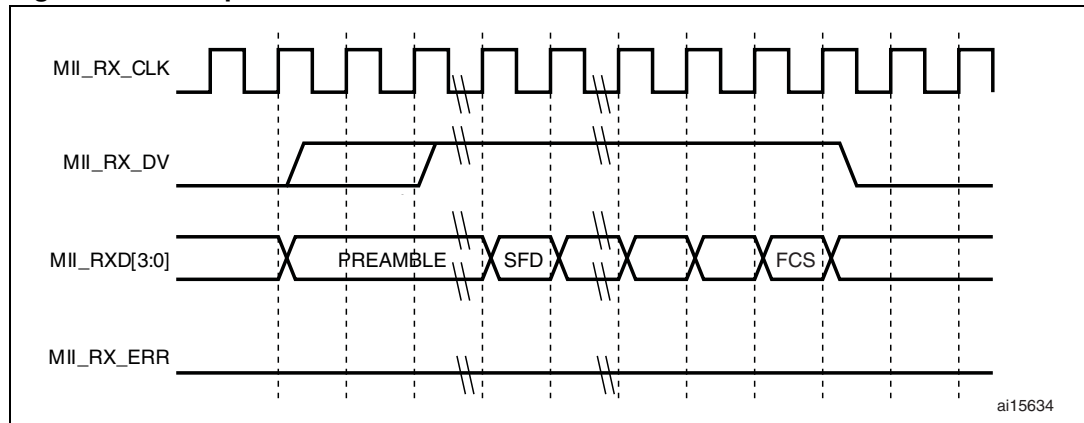 MII_RX_CLK
MII_RX_DV
MII_RXD[3:0]
PREAMBLE
SFD
FCS
MII_RX_ERR
ai15634